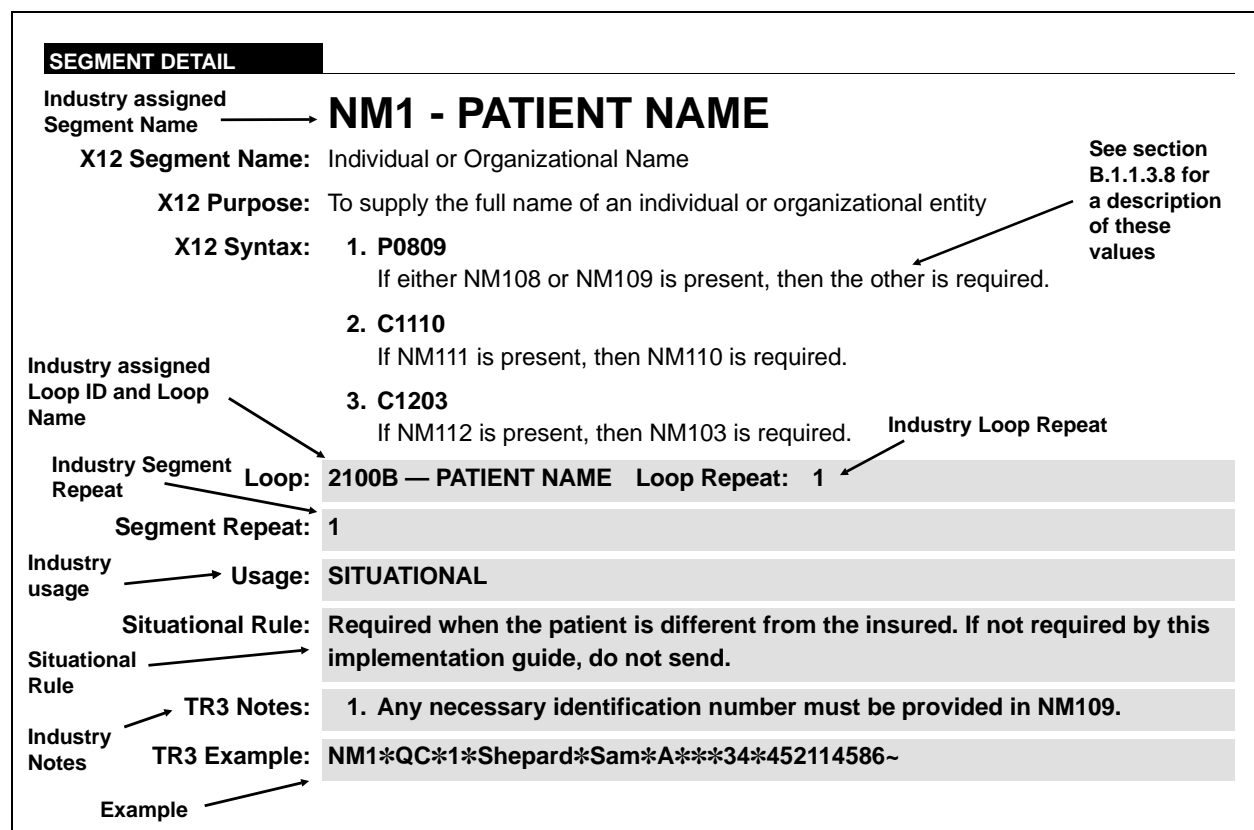 SEGMENT DETAIL
Industry assigned
Segment Name
NM1 - PATIENT NAME
X12 Segment Name: Individual or Organizational Name
See section
B.1.1.3.8 for
a description
of these
values
X12 Purpose: To supply the full name of an individual or organizational entity
X12 Syntax: 1. P0809
If either NM108 or NM109 is present, then the other is required.
2. C1110
If NM111 is present, then NM110 is required.
Industry assigned
Loop ID and Loop
Name
3. C1203
If NM112 is present, then NM103 is required.
Industry Loop Repeat
Industry Segment
Repeat
Loop: 2100B — PATIENT NAME Loop Repeat: 1
Segment Repeat: 1
Industry
usage
Usage: SITUATIONAL
Situational Rule: Required when the patient is different from the insured. If not required by this
implementation guide, do not send.
Situational
Rule
TR3 Notes: 1. Any necessary identification number must be provided in NM109.
Industry
Notes
TR3 Example: NM1✽QC✽1✽Shepard✽Sam✽A✽✽✽34✽452114586~
Example